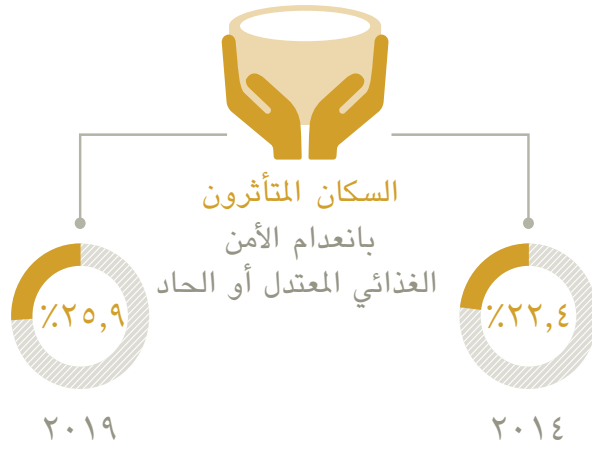 السكان المتأثرون
بانعدام الأمن
الغذائي المعتدل أو الحاد
٪٢٢,٤
٢٠١٤
٪٢٥,٩
٢٠١٩